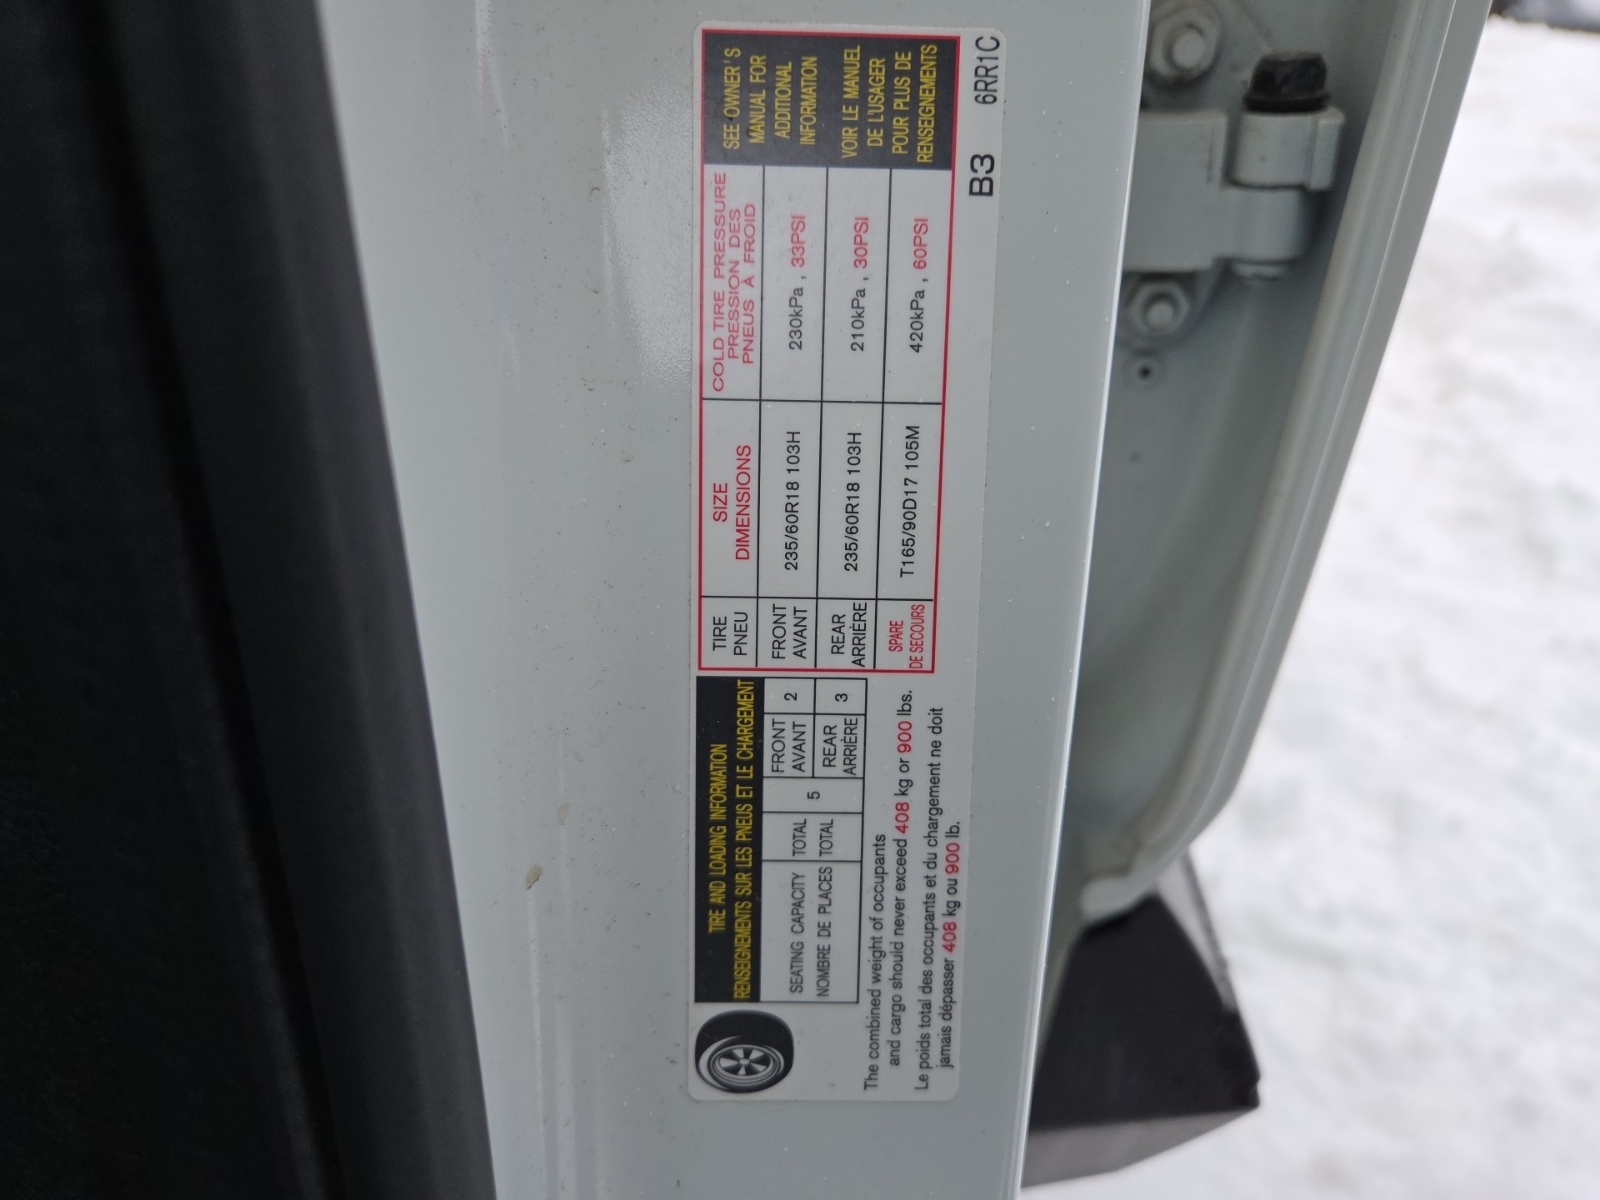 TIRE AND LOADING INFORMATION
RENSEIGNEMENTS SUR LES PNEUS ET LE CHARGEMENT
SEATING CAPACITY TOTAL
NOMBRE DE PLACES TOTAL
5
FRONT
AVANT
2
REAR
ARRIÈRE
3
The combined weight of occupants
and cargo should never exceed 408 kg or 900 lbs.
Le poids total des occupants et du chargement ne doit
jamais dépasser 408 kg ou 900 lb.
TIRE
PNEU
SIZE
DIMENSIONS
COLD TIRE PRESSURE
PRESSION DES
PNEUS À FROID
FRONT
AVANT
235/60R18 103H
230kPa , 33PSI
REAR
ARRIÈRE
235/60R18 103H
210kPa , 30PSI
SPARE
DE SECOURS
T165/90D17 105M
420kPa , 60PSI
SEE OWNER'S
MANUAL FOR
ADDITIONAL
INFORMATION
VOIR LE MANUEL
DE L'USAGER
POUR PLUS DE
RENSEIGNEMENTS
B3 6RR1C